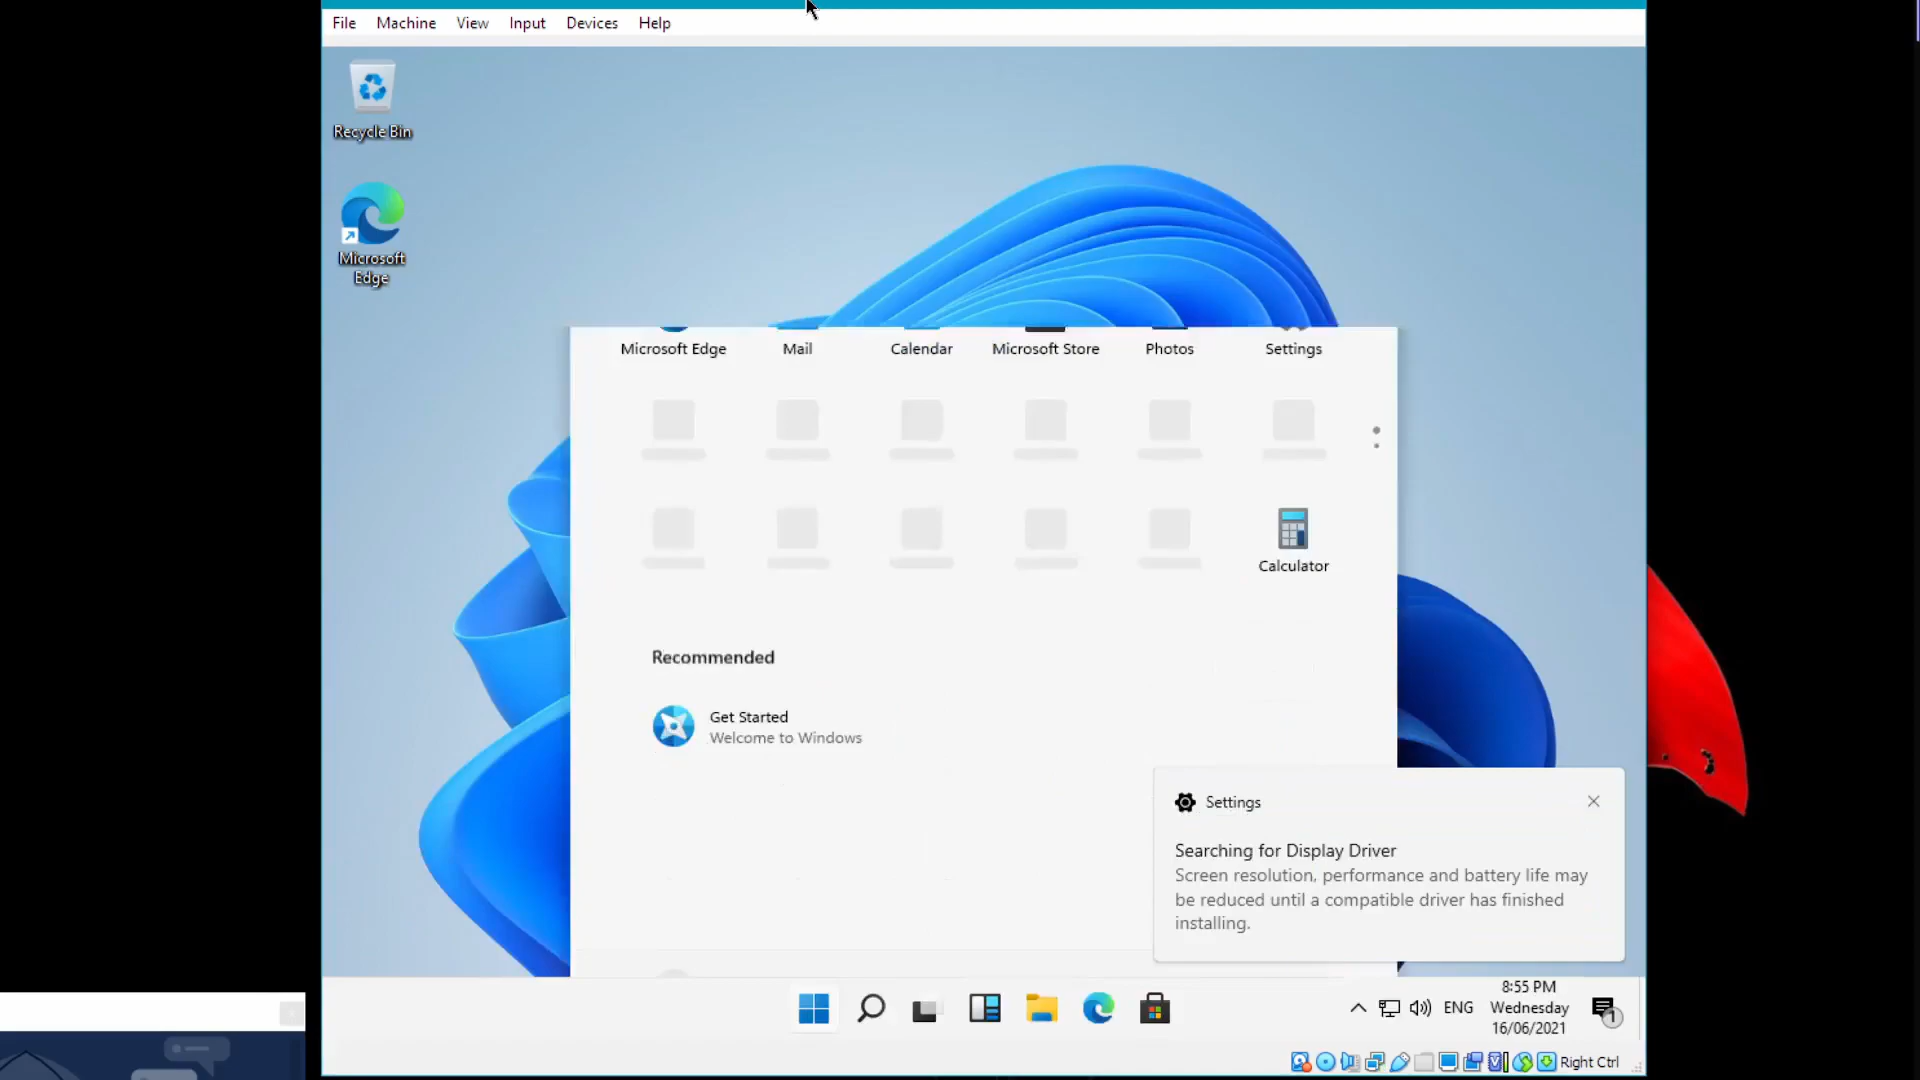 File Machine View Input Devices Help
Recycle Bin
Microsoft
Edge
Microsoft Edge Mail Calendar Microsoft Store Photos Settings
Calculator
Recommended
Get Started
Welcome to Windows
Settings
Searching for Display Driver
Screen resolution, performance and battery life may
be reduced until a compatible driver has finished
installing.
8:55 PM
ENG Wednesday
16/06/2021
1
Right Ctrl